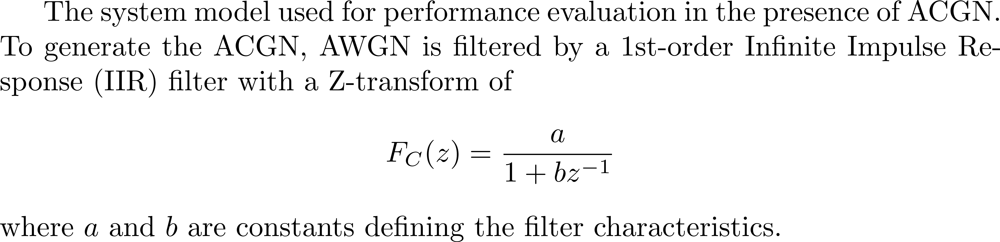 The system model used for performance evaluation in the presence of ACGN.
To generate the ACGN, AWGN is filtered by a 1st-order Infinite Impulse Re-
sponse (IIR) filter with a Z-transform of
$F_C(z) = \frac{a}{1 + bz^{-1}}$
where $a$ and $b$ are constants defining the filter characteristics.